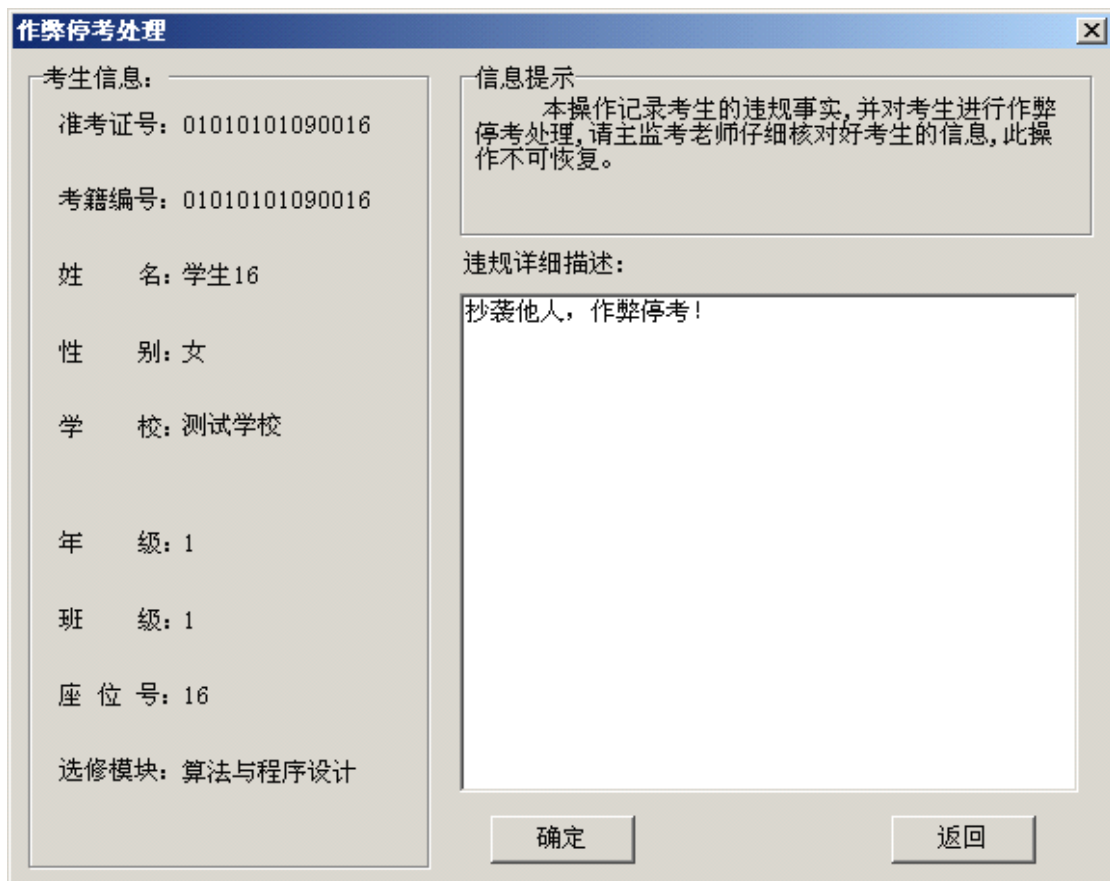 作弊停考处理
考生信息:
准考证号: 01010101090016
考籍编号: 01010101090016
姓 名: 学生16
性 别: 女
学 校: 测试学校
年 级: 1
班 级: 1
座 位 号: 16
选修模块: 算法与程序设计
信息提示
本操作记录考生的违规事实,并对考生进行作弊
停考处理,请主监考老师仔细核对好考生的信息,此操
作不可恢复。
违规详细描述:
抄袭他人，作弊停考!
确定
返回